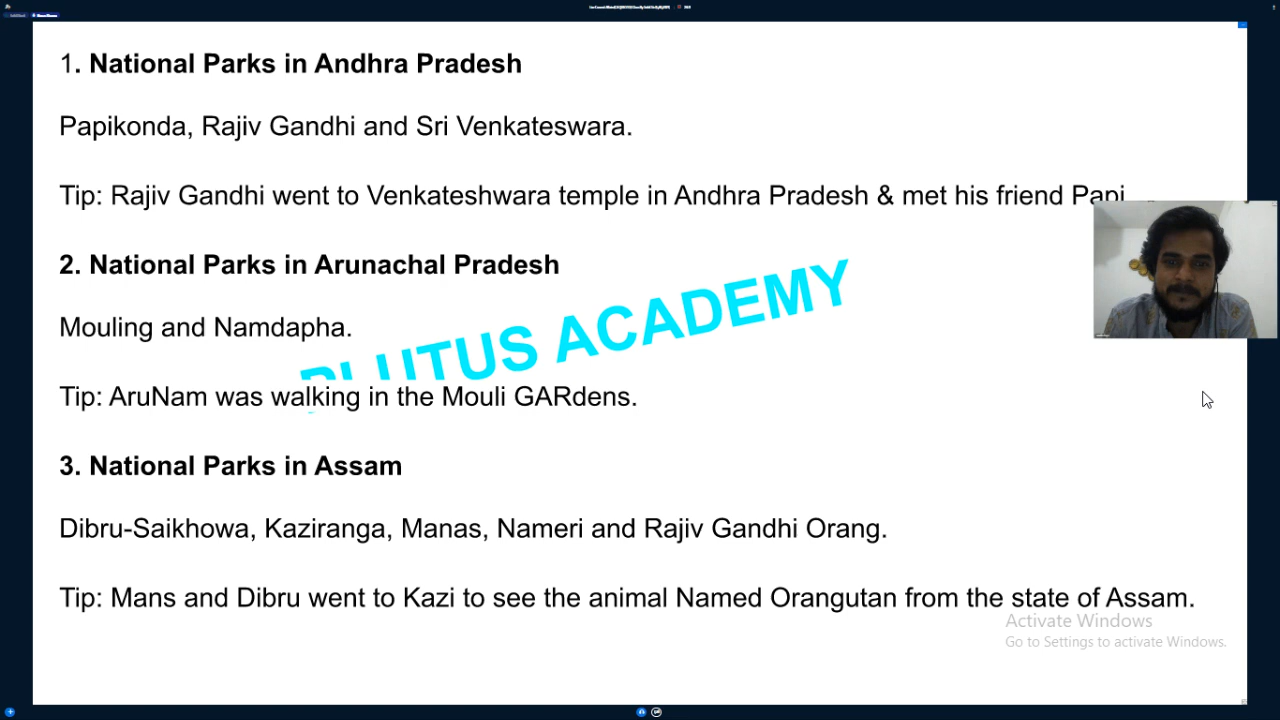 1. National Parks in Andhra Pradesh
Papikonda, Rajiv Gandhi and Sri Venkateswara.
Tip: Rajiv Gandhi went to Venkateshwara temple in Andhra Pradesh & met his friend Papi
2. National Parks in Arunachal Pradesh
PLUTUS ACADEMY
Mouling and Namdapha.
Tip: AruNam was walking in the Mouli GARdens.
3. National Parks in Assam
Dibru-Saikhowa, Kaziranga, Manas, Nameri and Rajiv Gandhi Orang.
Tip: Mans and Dibru went to Kazi to see the animal Named Orangutan from the state of Assam.
Activate Windows
Go to Settings to activate Windows.